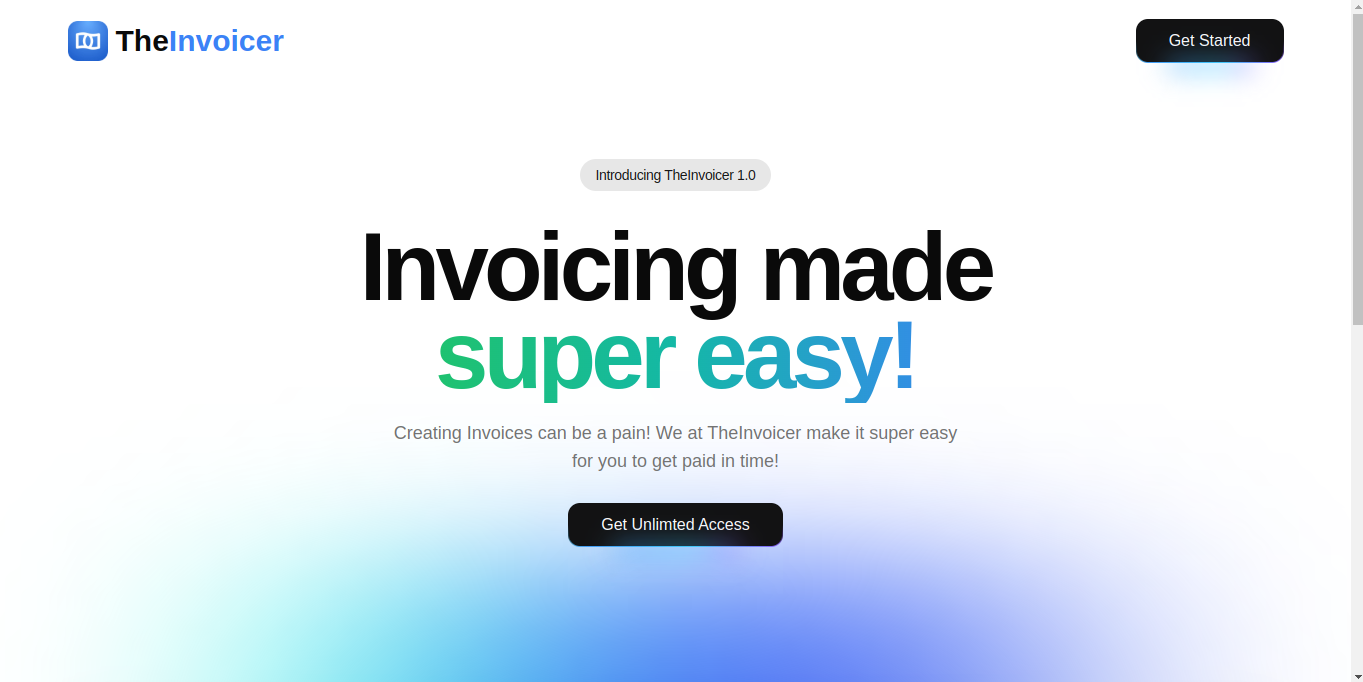 TheInvoicer
Get Started
Introducing TheInvoicer 1.0
Invoicing made
super easy!
Creating Invoices can be a pain! We at TheInvoicer make it super easy
for you to get paid in time!
Get Unlimted Access